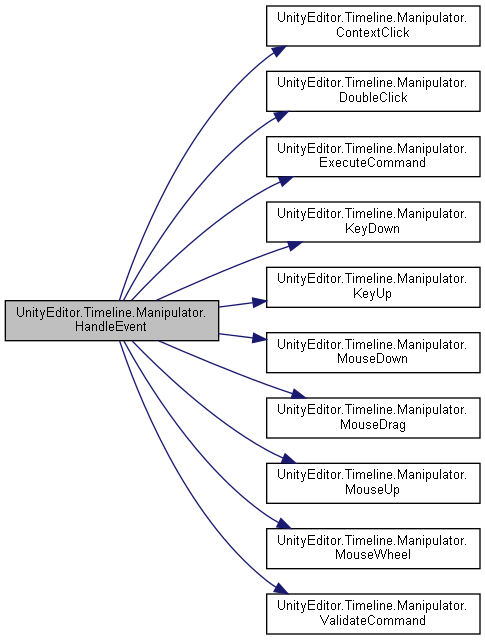 UnityEditor.Timeline.Manipulator.
ContextClick
UnityEditor.Timeline.Manipulator.
DoubleClick
UnityEditor.Timeline.Manipulator.
ExecuteCommand
UnityEditor.Timeline.Manipulator.
KeyDown
UnityEditor.Timeline.Manipulator.
KeyUp
UnityEditor.Timeline.Manipulator.
HandleEvent
UnityEditor.Timeline.Manipulator.
MouseDown
UnityEditor.Timeline.Manipulator.
MouseDrag
UnityEditor.Timeline.Manipulator.
MouseUp
UnityEditor.Timeline.Manipulator.
MouseWheel
UnityEditor.Timeline.Manipulator.
ValidateCommand